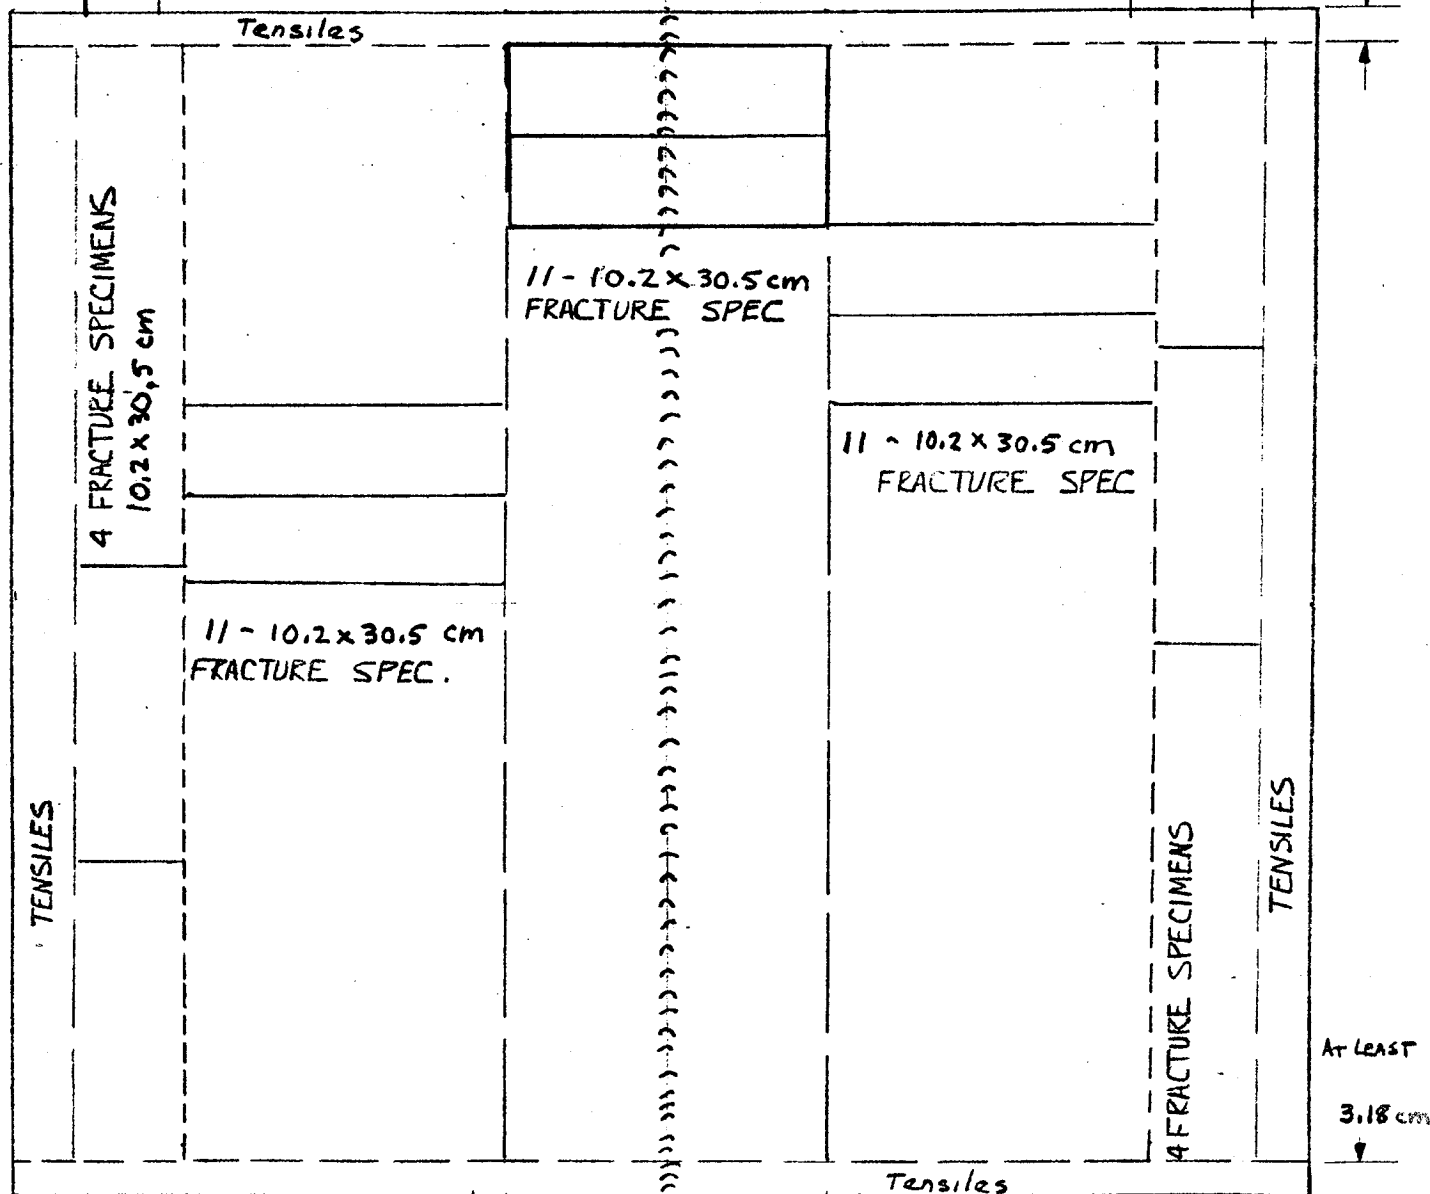 Tensiles
4 FRACTURE SPECIMENS
10.2 x 30,5 cm
11 - 10.2 x 30.5 cm
FRACTURE SPEC
11 - 10.2 x 30.5 cm
FRACTURE SPEC
11 - 10.2 x 30.5 cm
FRACTURE SPEC.
TENSILES
TENSILES
4 FRACTURE SPECIMENS
AT LEAST
3.18 cm
Tensiles